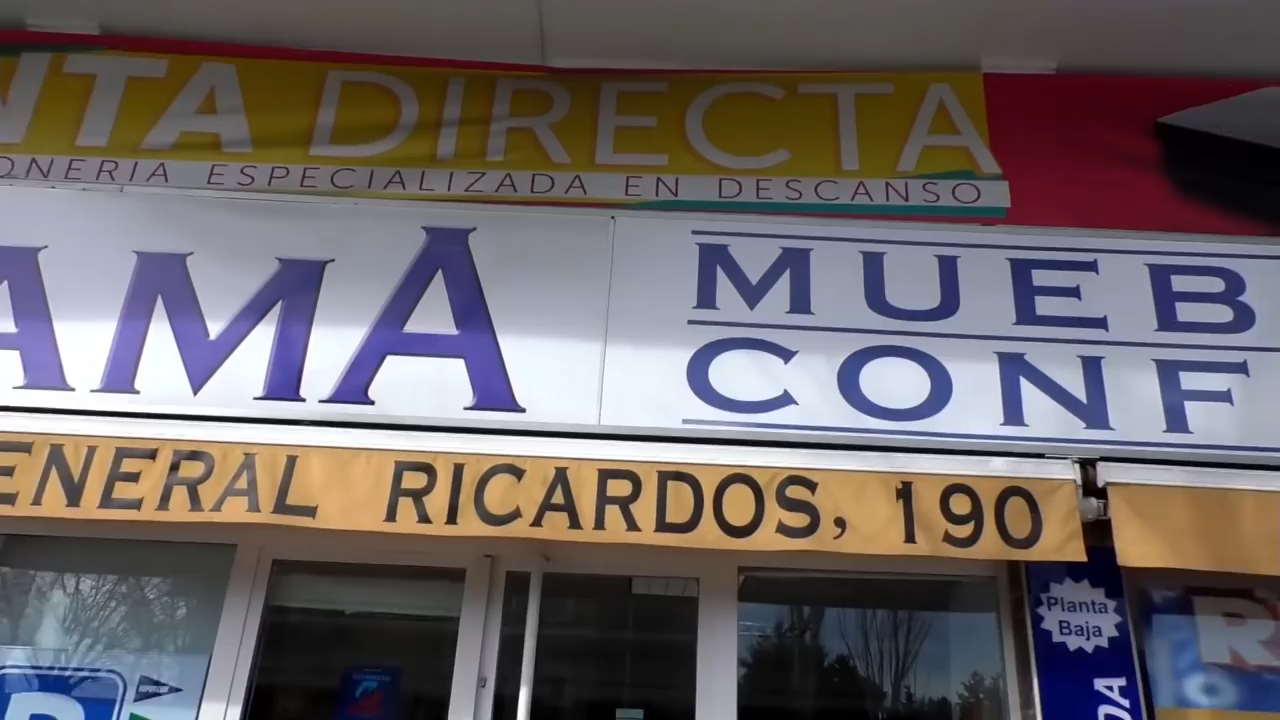 NTA DIRECTA
ONERIA ESPECIALIZADA EN DESCANSO
AMA
MUEB
CONF
ENERAL RICARDOS, 190
Planta
Baja